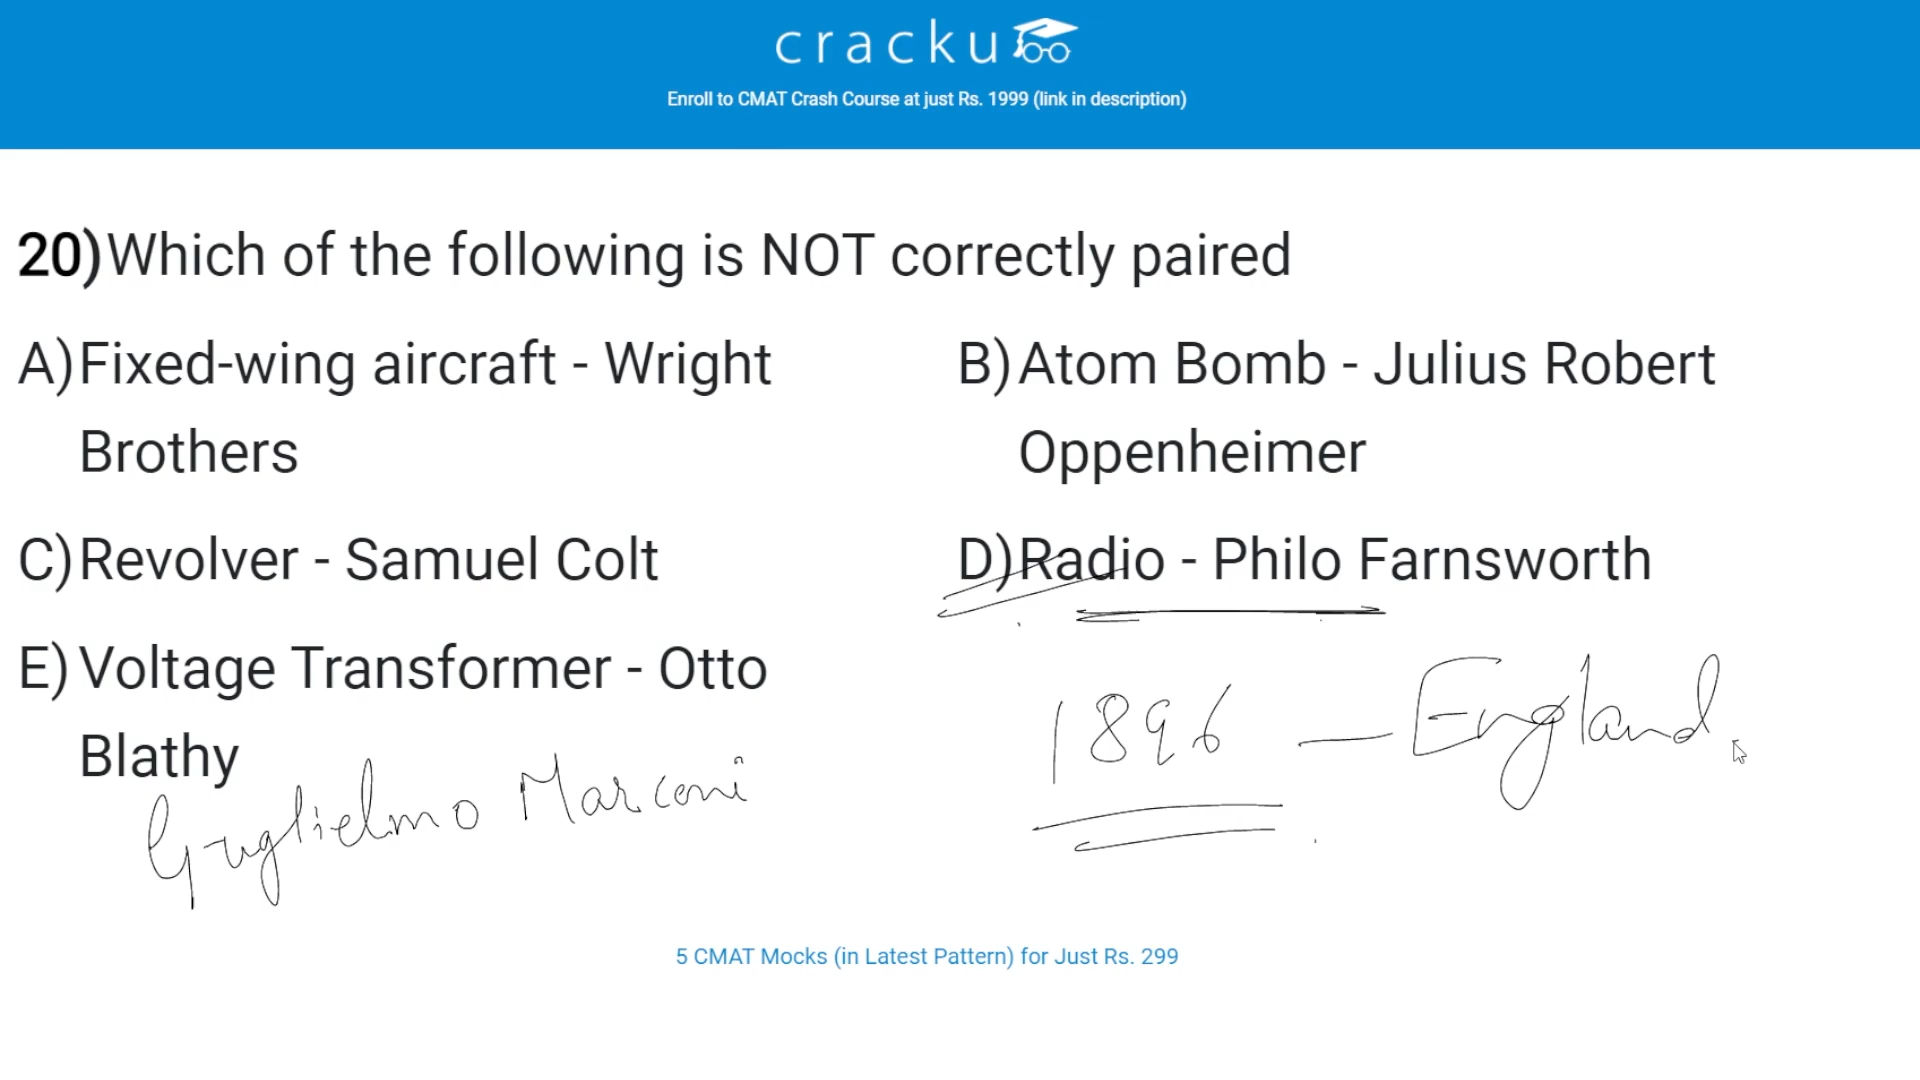 cracku
Enroll to CMAT Crash Course at just Rs. 1999 (link in description)
20)Which of the following is NOT correctly paired
A)Fixed-wing aircraft - Wright
Brothers
B)Atom Bomb - Julius Robert
Oppenheimer
C)Revolver - Samuel Colt
D)Radio - Philo Farnsworth
E)Voltage Transformer - Otto
Blathy
1896 — England
Guglielmo Marconi
5 CMAT Mocks (in Latest Pattern) for Just Rs. 299